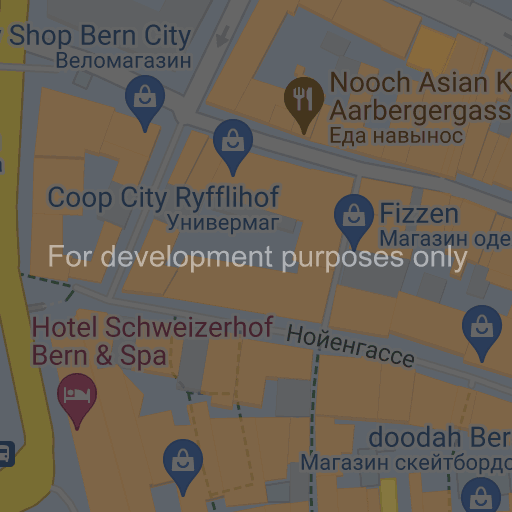 Shop Bern City
Веломагазин
Nooch Asian K
Aarbergergass
Еда навынос
Coop City Ryfflihof
Универмаг
Fizzen
Магазин оде
For development purposes only
Hotel Schweizerhof
Bern & Spa
Нойенгассе
doodah Ber
Магазин скейтбордо